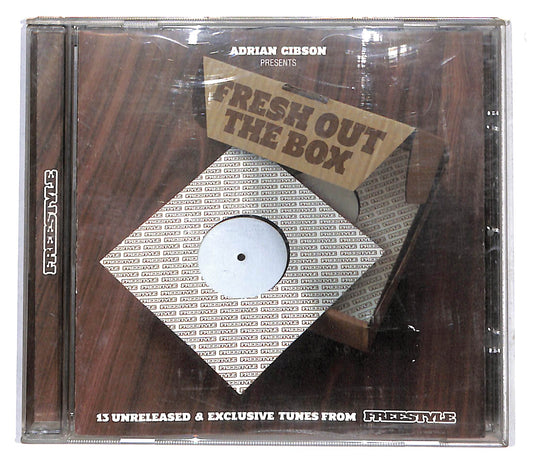 ADRIAN GIBSON
PRESENTS
FRESH OUT
THE BOX
FREESTYLE
13 UNRELEASED & EXCLUSIVE TUNES FROM FREESTYLE